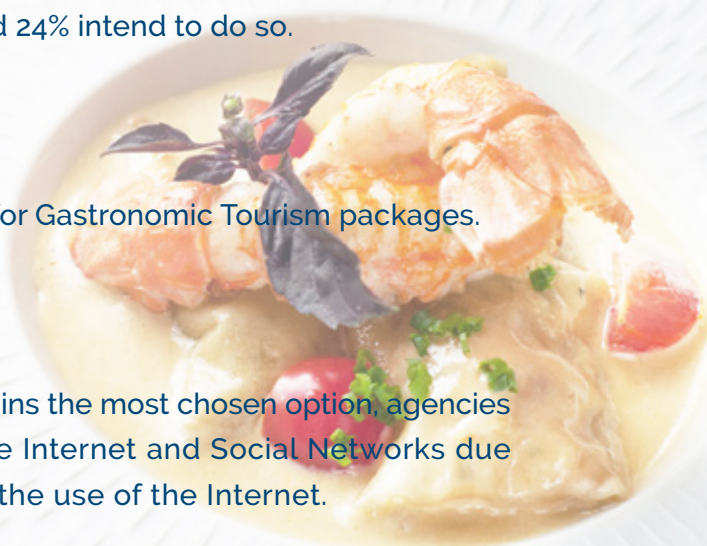 d 24% intend to do so.
for Gastronomic Tourism packages.
ins the most chosen option, agencies
e Internet and Social Networks due
the use of the Internet.